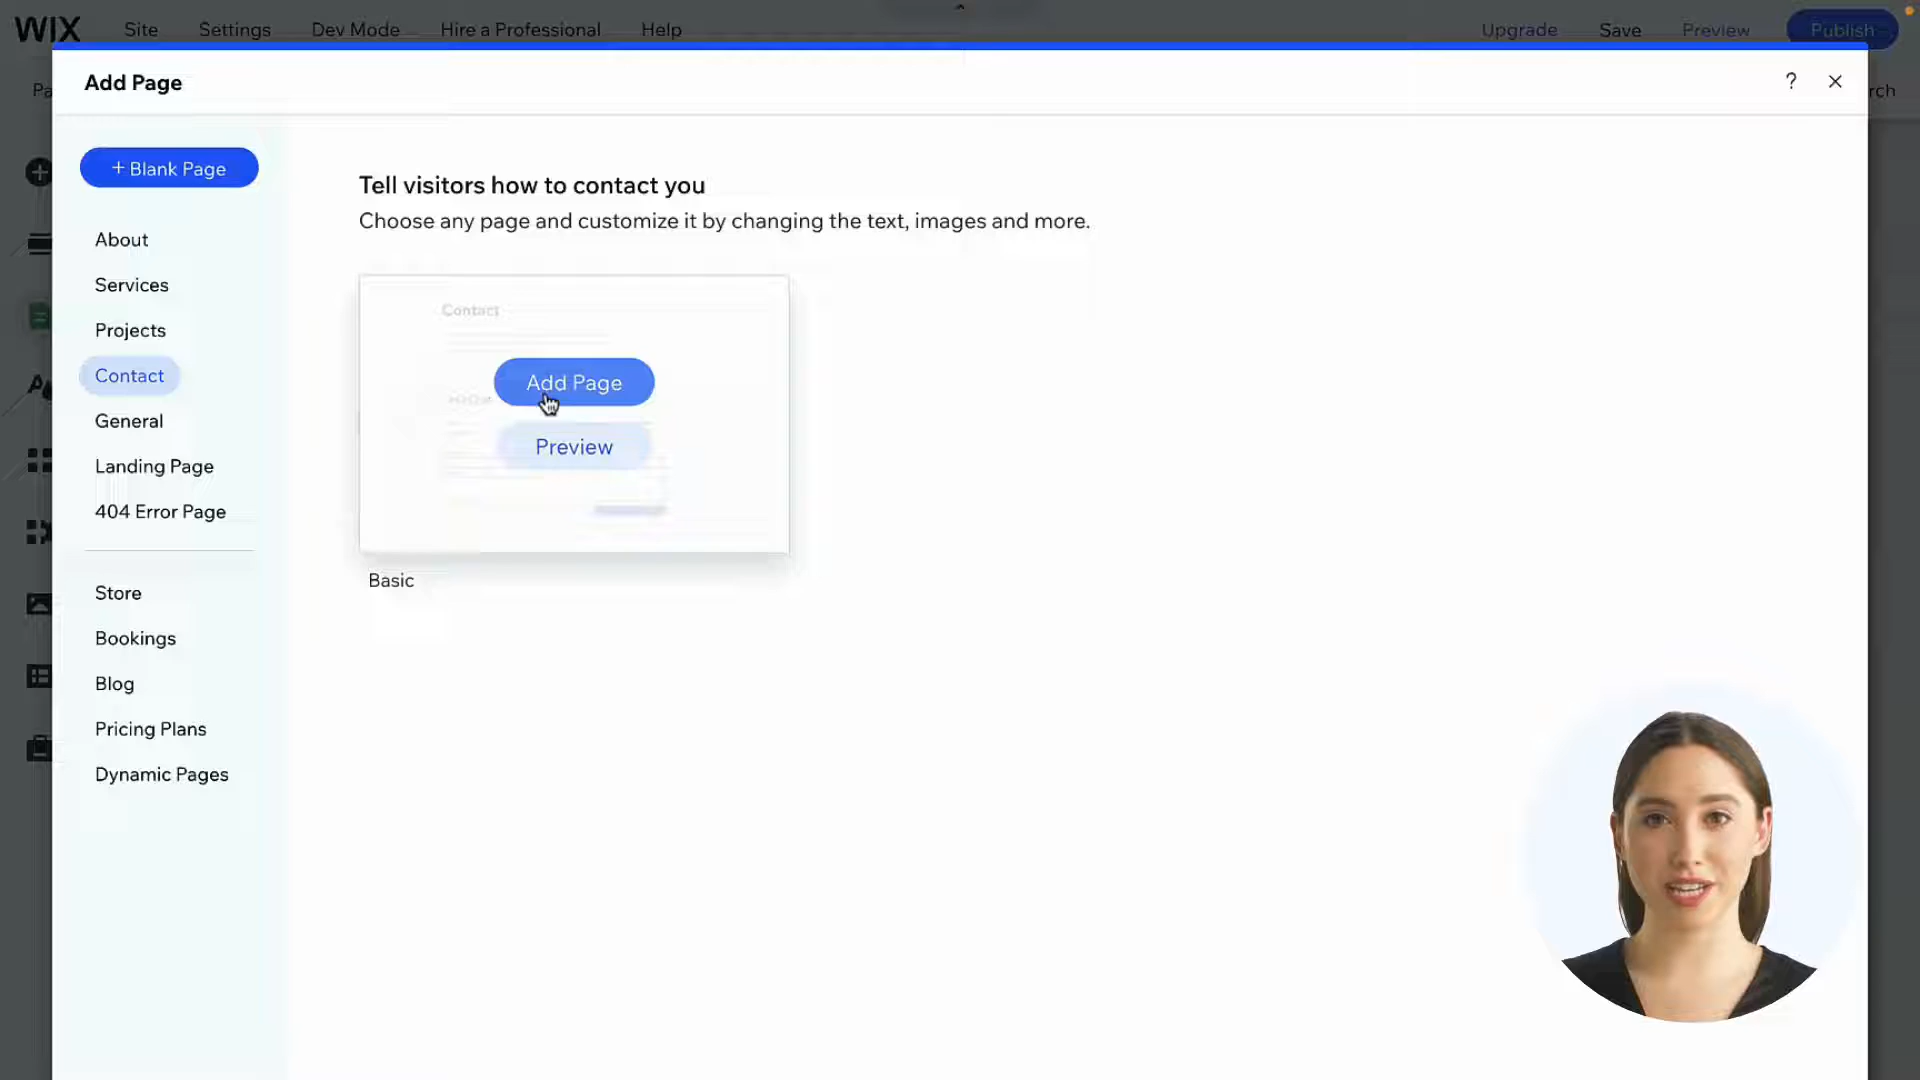 WIX
Site
Settings
Dev Mode
Hire a Professional
Help
Upgrade
Save
Preview
Publish
Add Page
?
+ Blank Page
About
Services
Projects
Contact
General
Landing Page
404 Error Page
Store
Bookings
Blog
Pricing Plans
Dynamic Pages
Tell visitors how to contact you
Choose any page and customize it by changing the text, images and more.
Contact
Add Page
Preview
Basic